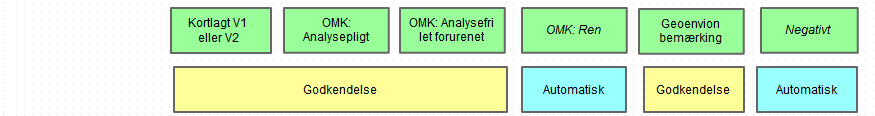 Kortlagt V1
eller V2
OMK:
Analysepligt
OMK: Analysefri
let forurenet
OMK: Ren
Geoenvion
bemærking
Negativt
Godkendelse
Automatisk
Godkendelse
Automatisk